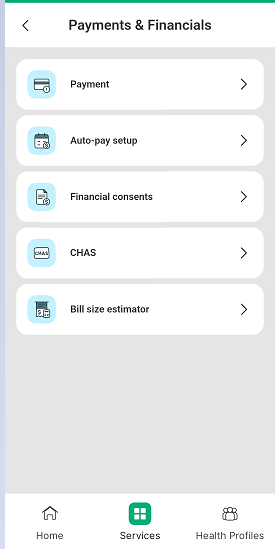 Payments & Financials
Payment
Auto-pay setup
Financial consents
CHAS
CHAS
Bill size estimator
Home
Services
Health Profiles